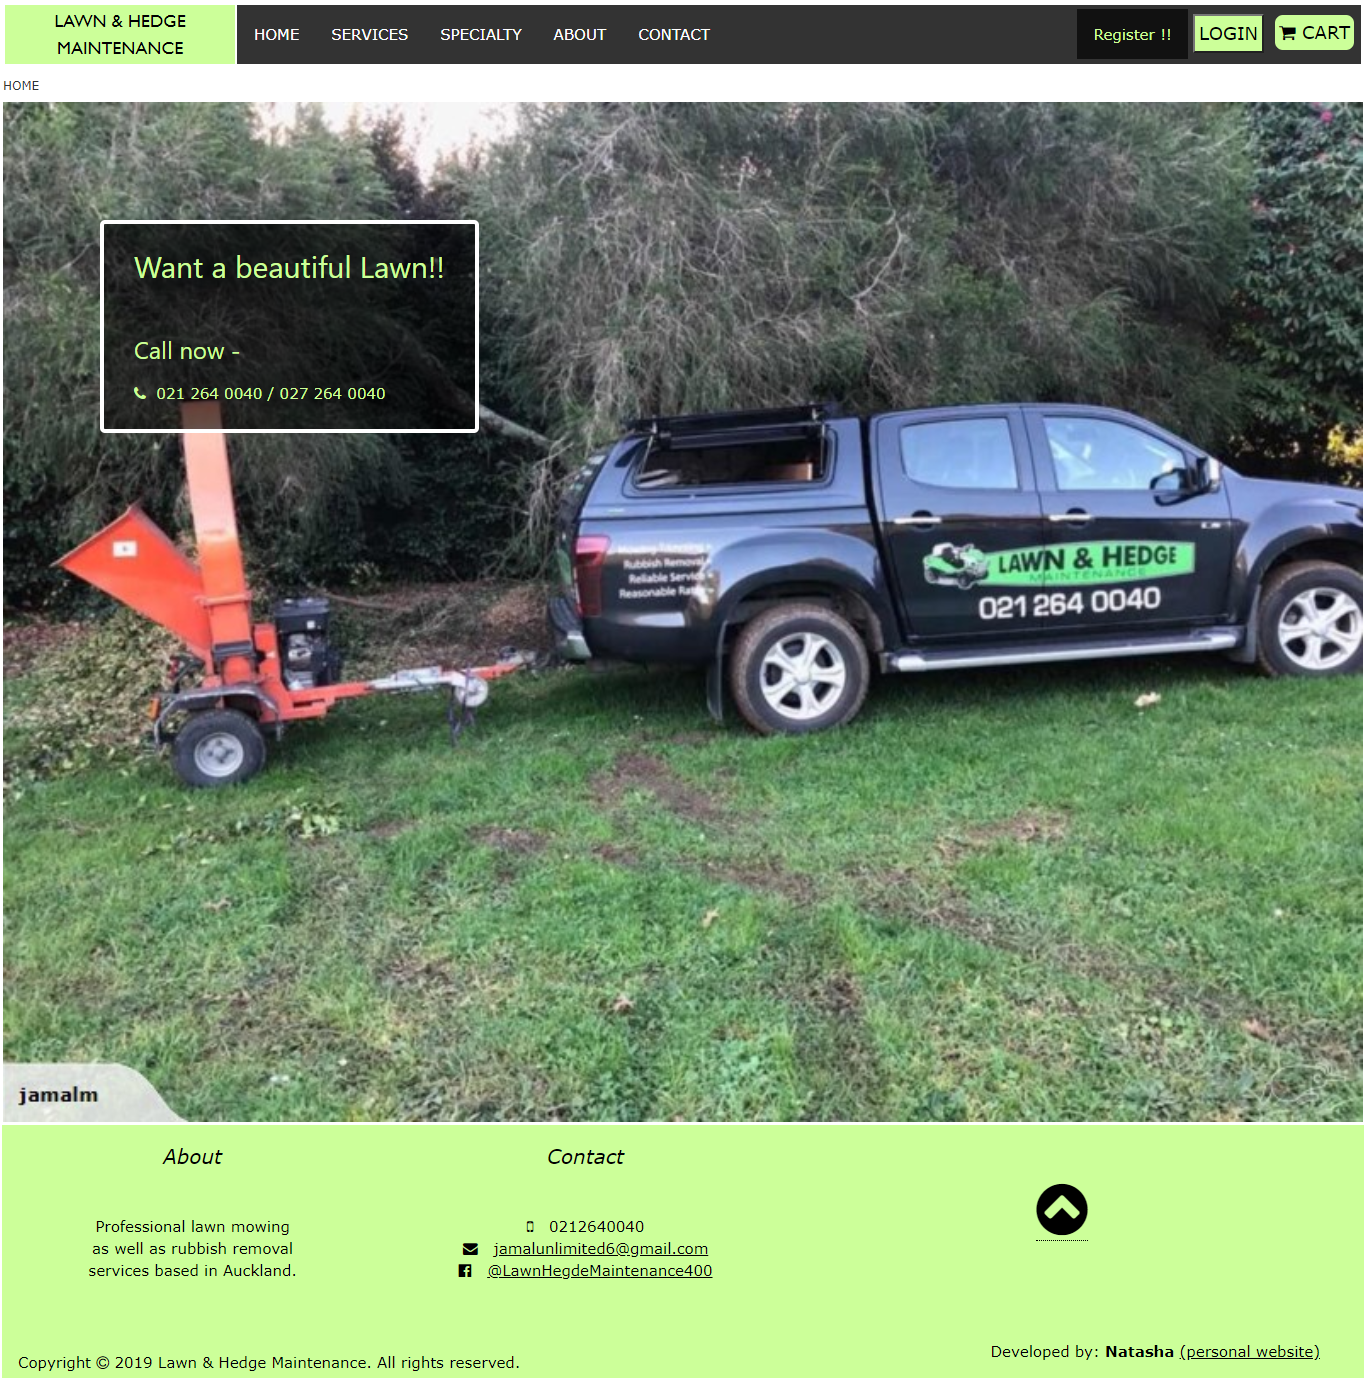 LAWN & HEDGE
MAINTENANCE
HOME SERVICES SPECIALTY ABOUT CONTACT
Register !! LOGIN CART
HOME
Want a beautiful Lawn!!
Call now -
021 264 0040 / 027 264 0040
Rubbish Removal
Reliable Service
Reasonable
LAWN & HEDGE
MAINTENANCE
021 264 0040
jamalm
About
Professional lawn mowing
as well as rubbish removal
services based in Auckland.
Contact
0212640040
jamalunlimited6@gmail.com
@LawnHegdeMaintenance400
Copyright © 2019 Lawn & Hedge Maintenance. All rights reserved.
Developed by: Natasha (personal website)